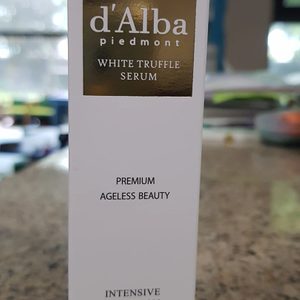 d'Alba
piedmont
WHITE TRUFFLE
SERUM
PREMIUM
AGELESS BEAUTY
INTENSIVE